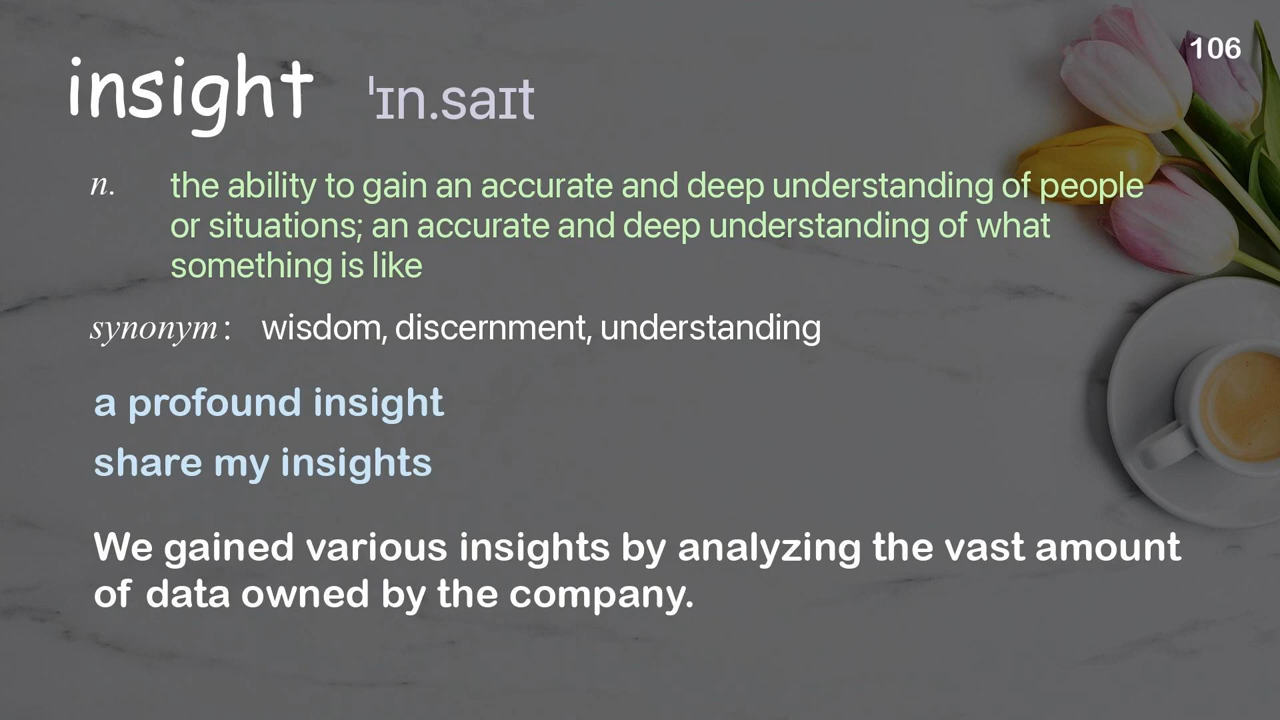 106
insight ˈɪn.saɪt
n. the ability to gain an accurate and deep understanding of people
or situations; an accurate and deep understanding of what
something is like
synonym: wisdom, discernment, understanding
a profound insight
share my insights
We gained various insights by analyzing the vast amount
of data owned by the company.